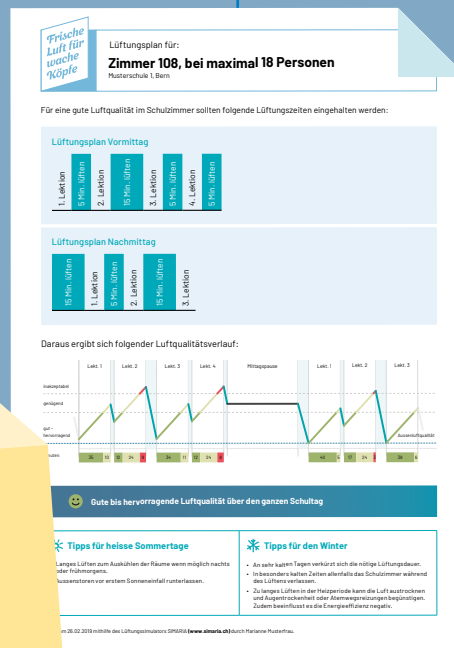 Frische
Luft für
wache
Köpfe
Lüftungsplan für:
Zimmer 108, bei maximal 18 Personen
Musterschule 1, Bern
Für eine gute Luftqualität im Schulzimmer sollten folgende Lüftungszeiten eingehalten werden:
Lüftungsplan Vormittag
1. Lektion
5 Min. lüften
2. Lektion
15 Min. lüften
3. Lektion
5 Min. lüften
4. Lektion
5 Min. lüften
Lüftungsplan Nachmittag
15 Min. lüften
1. Lektion
5 Min. lüften
2. Lektion
15 Min. lüften
3. Lektion
Daraus ergibt sich folgender Luftqualitätsverlauf:
Lekt. 1 Lekt. 2 Lekt. 3 Lekt. 4 Mittagspause Lekt. 1 Lekt. 2 Lekt. 3
inakzeptabel
genügend
gut -
hervorragend
Aussenluftqualität
Gute bis hervorragende Luftqualität über den ganzen Schultag
Tipps für heisse Sommertage
Langes Lüften zum Auskühlen der Räume wenn möglich nachts
oder frühmorgens.
Aussenstoren vor erstem Sonneneinfall runterlassen.
Tipps für den Winter
• An sehr kalten Tagen verkürzt sich die nötige Lüftungsdauer.
• In besonders kalten Zeiten allenfalls das Schulzimmer während
des Lüftens verlassen.
• Zu langes Lüften in der Heizperiode kann die Luft austrocknen
und Augentrockenheit oder Atemwegsreizungen begünstigen.
Zudem beeinflusst es die Energieeffizienz negativ.
am 26.02.2019 mithilfe des Lüftungssimulators SIMARIA (www.simaria.ch) durch Marianne Musterfrau.